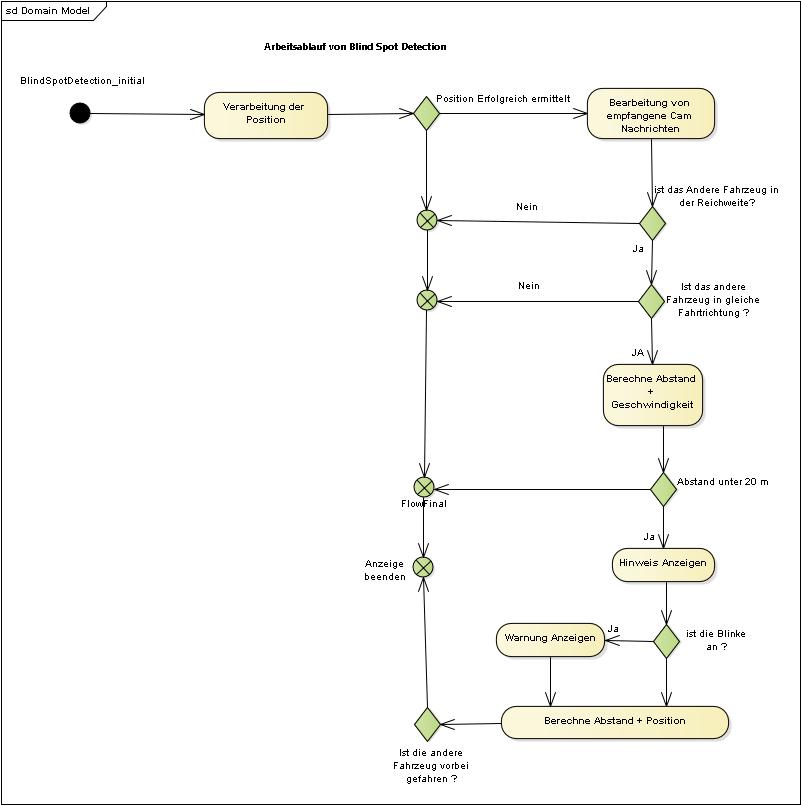 sd Domain Model
Arbeitsablauf von Blind Spot Detection
BlindSpotDetection_initial
Verarbeitung der
Position
Position Erfolgreich ermittelt
Bearbeitung von
empfangene Cam
Nachrichten
ist das Andere Fahrzeug in
der Reichweite?
Nein
Ja
Ist das andere
Fahrzeug in gleiche
Fahrtrichtung ?
Nein
JA
Berechne Abstand
+
Geschwindigkeit
Abstand unter 20 m
FlowFinal
Ja
Hinweis Anzeigen
Anzeige
beenden
ist die Blinke
an ?
Ja
Warnung Anzeigen
Berechne Abstand + Position
Ist die andere
Fahrzeug vorbei
gefahren ?